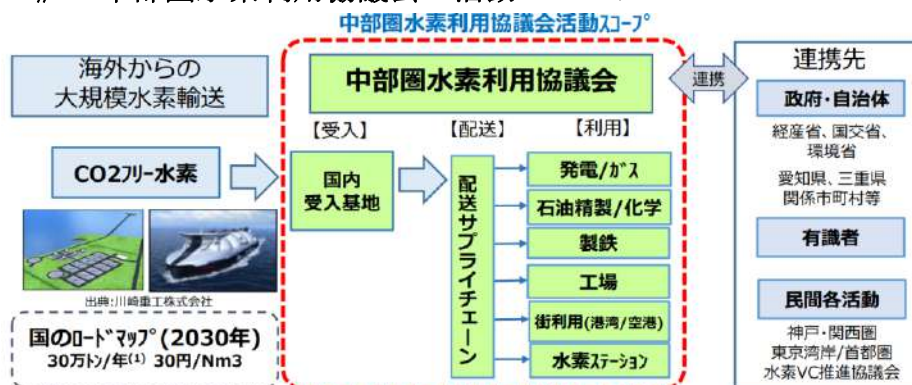 中部圏水素利用協議会活動ｽｺｰﾌﾟ
海外からの
大規模水素輸送
中部圏水素利用協議会
連携
連携先
政府・自治体
経産省、国交省、
環境省
愛知県、三重県
関係市町村等
有識者
民間各活動
神戸・関西圏
東京湾岸/首都圏
水素VC推進協議会
【受入】
【配送】
【利用】
CO2ﾌﾘｰ水素
国内
受入基地
配送サプライチェーン
発電/ｶﾞｽ
石油精製/化学
製鉄
工場
街利用(港湾/空港)
水素ｽﾃｰｼｮﾝ
出典:川崎重工株式会社
国のﾛｰﾄﾞﾏｯﾌﾟ(2030年)
30万ﾄﾝ/年(1) 30円/Nm3